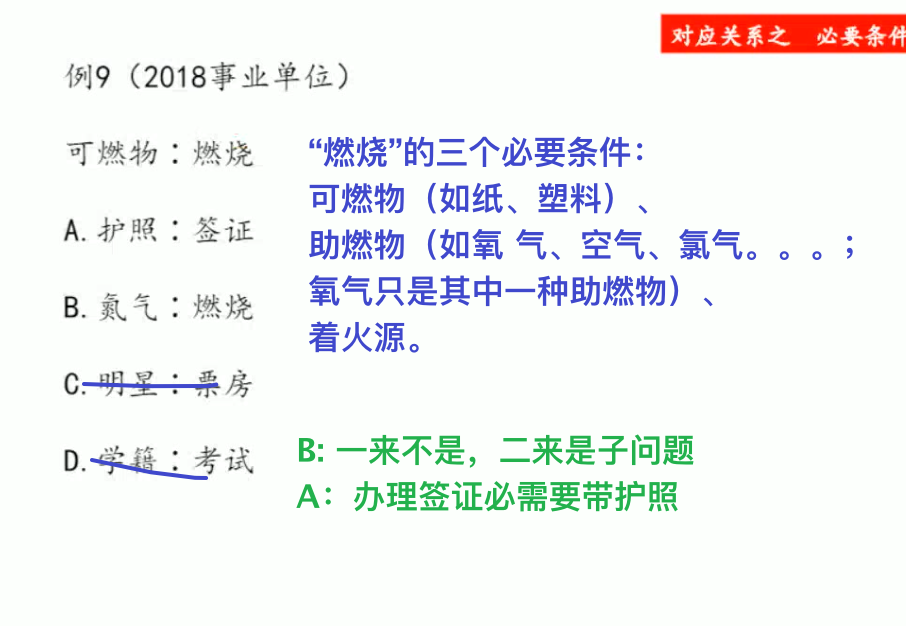 对应关系之 必要条件
例9（2018事业单位）
可燃物：燃烧
“燃烧”的三个必要条件：
可燃物（如纸、塑料）、
A. 护照：签证
助燃物（如氧 气、空气、氯气。。。；
氧气只是其中一种助燃物）、
B. 氮气：燃烧
着火源。
C. 明星：票房
D. 学籍：考试
B: 一来不是，二来是子问题
A：办理签证必需要带护照